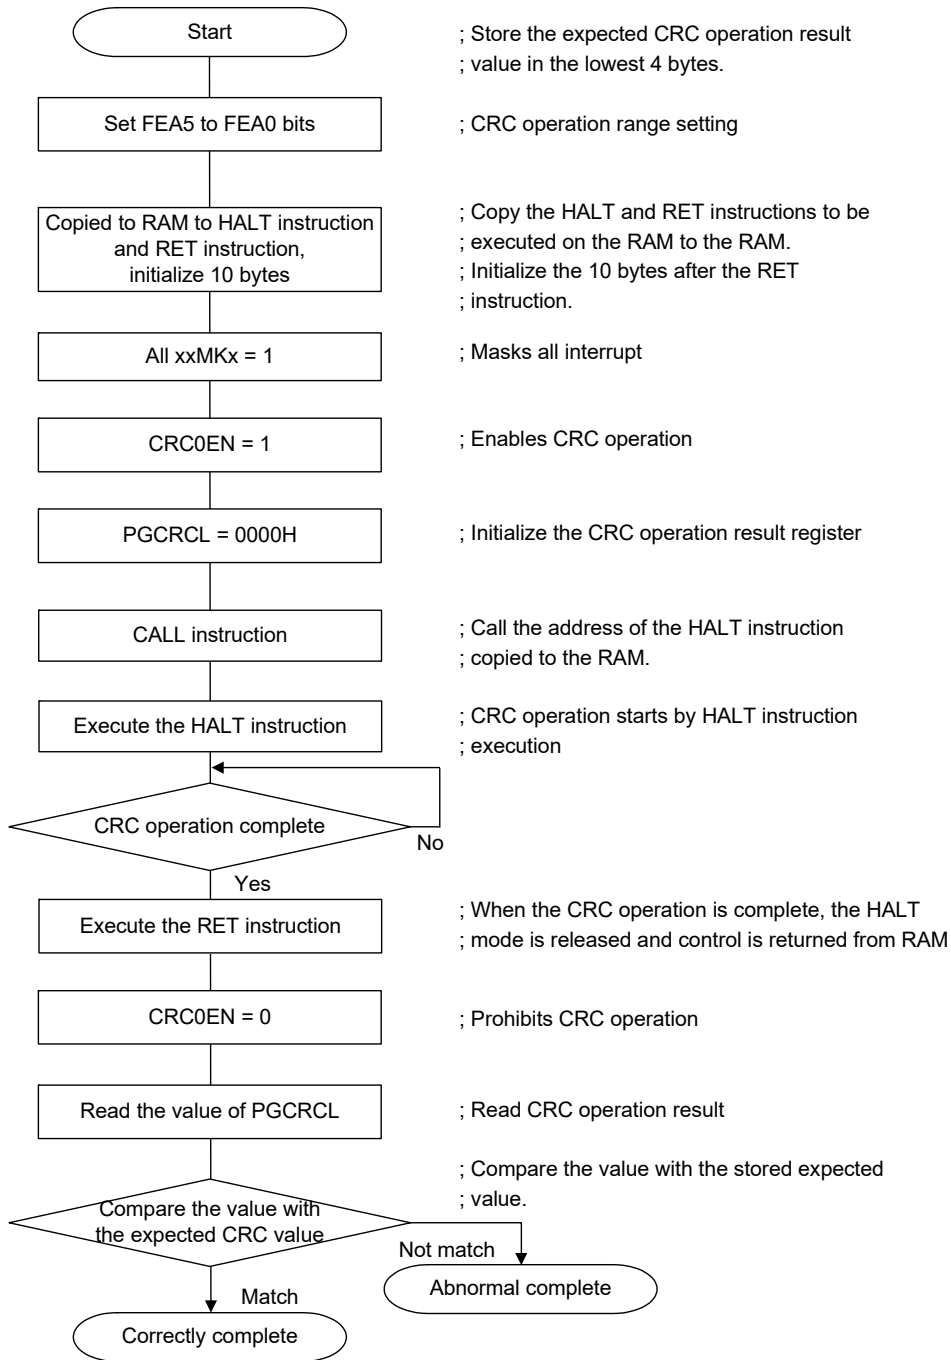 Start
; Store the expected CRC operation result
; value in the lowest 4 bytes.
Set FEA5 to FEA0 bits
; CRC operation range setting
Copied to RAM to HALT instruction
and RET instruction,
initialize 10 bytes
; Copy the HALT and RET instructions to be
; executed on the RAM to the RAM.
; Initialize the 10 bytes after the RET
; instruction.
All xxMKx = 1
; Masks all interrupt
CRC0EN = 1
; Enables CRC operation
PGCRCL = 0000H
; Initialize the CRC operation result register
CALL instruction
; Call the address of the HALT instruction
; copied to the RAM.
Execute the HALT instruction
; CRC operation starts by HALT instruction
; execution
CRC operation complete
No
Yes
Execute the RET instruction
; When the CRC operation is complete, the HALT
; mode is released and control is returned from RAM
CRC0EN = 0
; Prohibits CRC operation
Read the value of PGCRCL
; Read CRC operation result
; Compare the value with the stored expected
; value.
Compare the value with
the expected CRC value
Not match
Abnormal complete
Match
Correctly complete